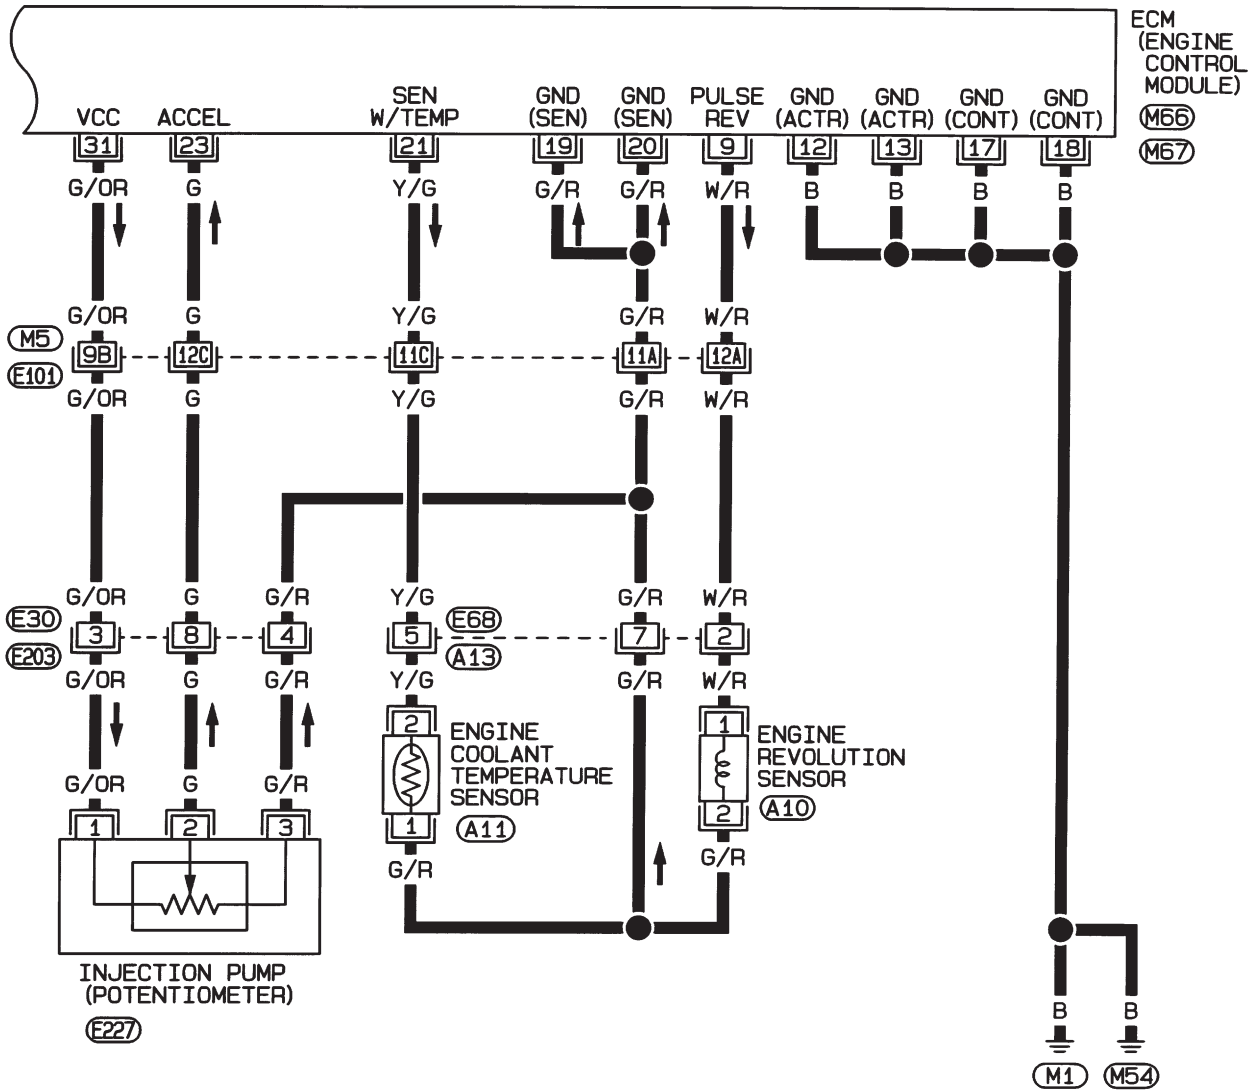 ECM
(ENGINE
CONTROL
MODULE)
M66
M67
VCC
ACCEL
SEN
W/TEMP
GND
(SEN)
GND
(SEN)
PULSE
REV
GND
(ACTR)
GND
(ACTR)
GND
(CONT)
GND
(CONT)
31 23 21 19 20 9 12 13 17 18
G/OR G Y/G G/R G/R W/R B B B B
G/OR G Y/G G/R W/R
M5
9B 12C 11C 11A 12A
E101
G/OR G Y/G G/R W/R
G/OR G G/R Y/G G/R W/R
E30
E68
3 8 4 5 7 2
E203
A13
G/OR G G/R Y/G G/R W/R
2
ENGINE
COOLANT
TEMPERATURE
SENSOR
1
A11
1
ENGINE
REVOLUTION
SENSOR
2
A10
G/OR G G/R
1 2 3
G/R
G/R
INJECTION PUMP
(POTENTIOMETER)
E227
B B
M1 M54